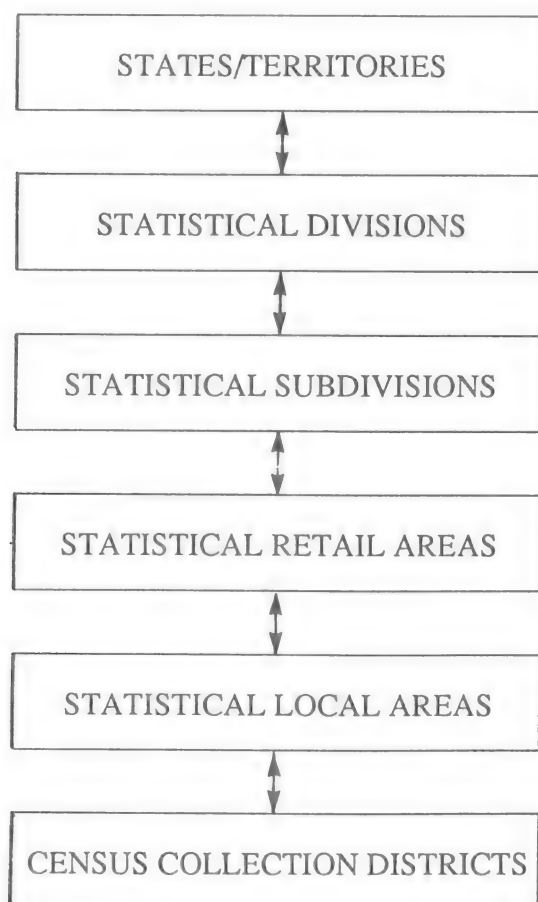 STATES/TERRITORIES
STATISTICAL DIVISIONS
STATISTICAL SUBDIVISIONS
STATISTICAL RETAIL AREAS
STATISTICAL LOCAL AREAS
CENSUS COLLECTION DISTRICTS